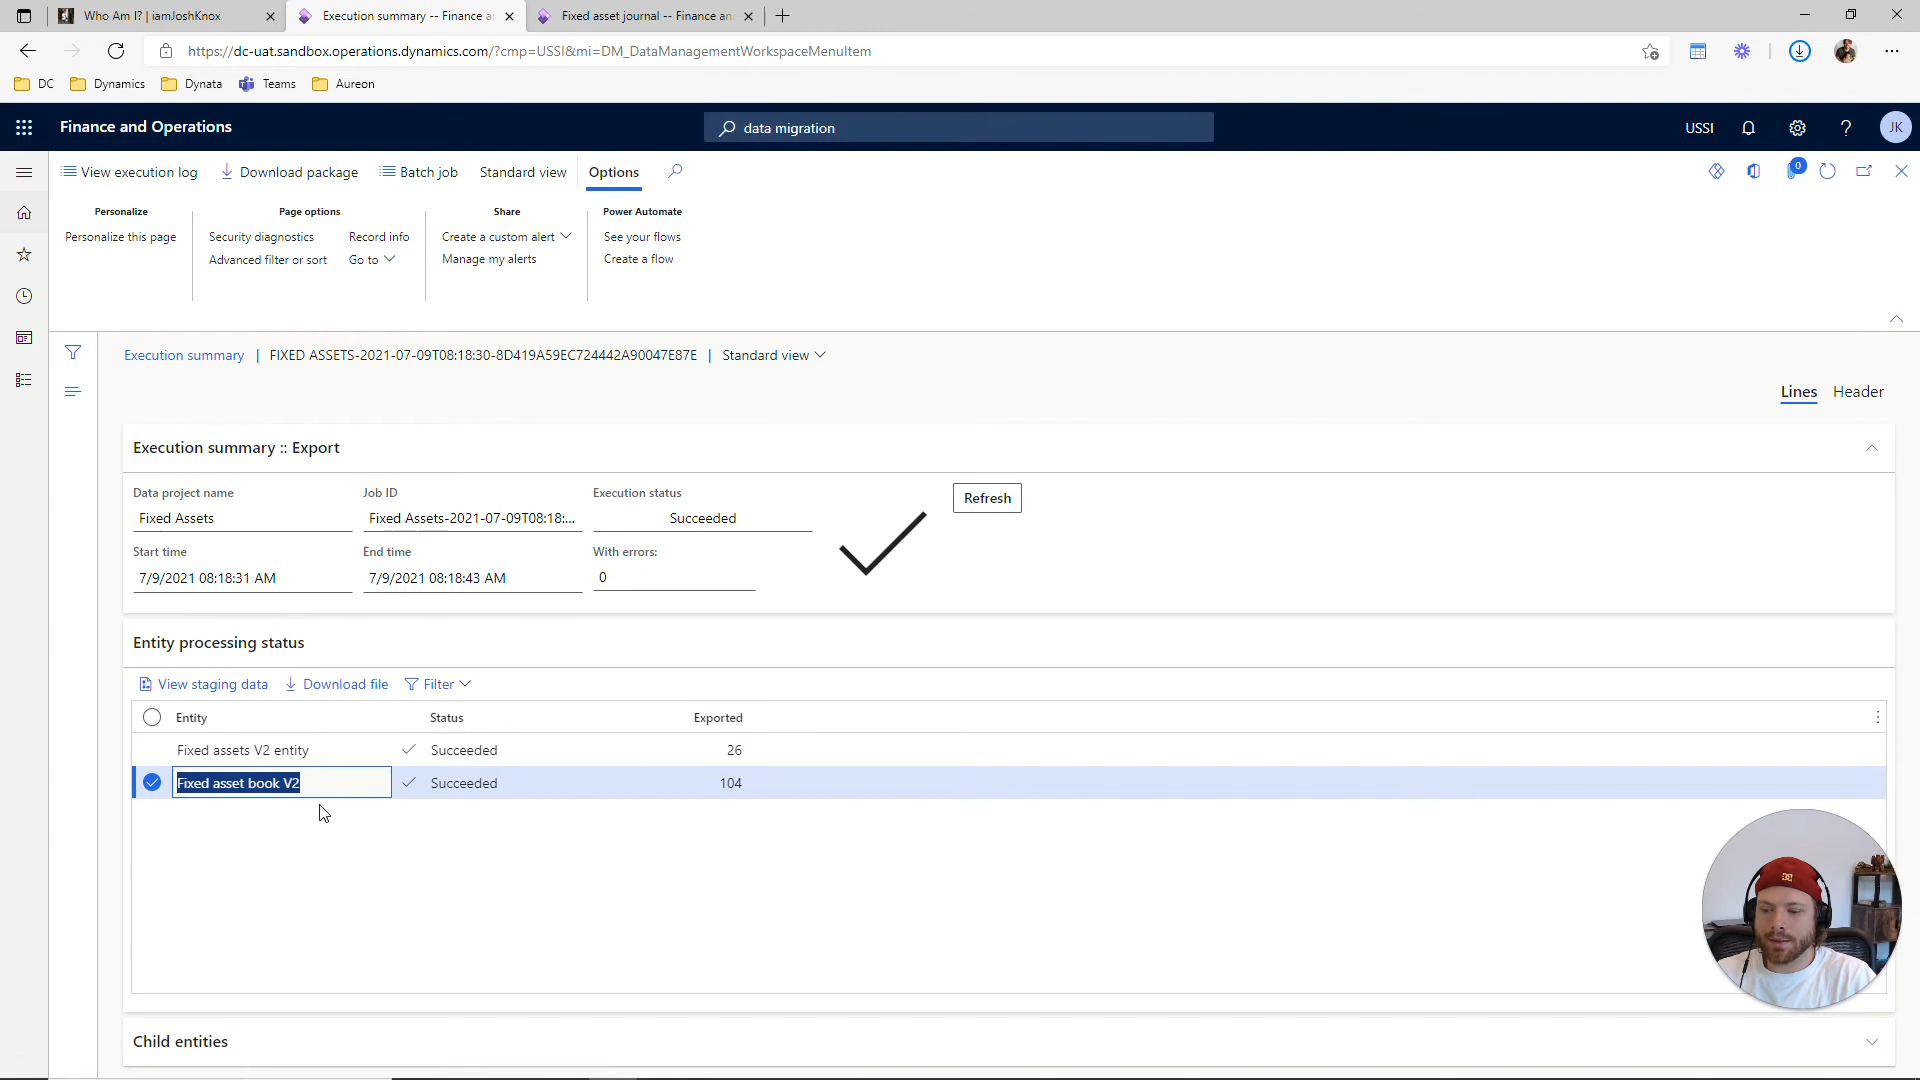 Who Am I? | iamJoshKnox
Execution summary -- Finance an
Fixed asset journal -- Finance and
https://dc-uat.sandbox.operations.dynamics.com/?cmp=USSI&mi=DM_DataManagementWorkspaceMenuItem
DC Dynamics Dynata Teams Aureon
Finance and Operations
data migration
USSI
JK
View execution log Download package Batch job Standard view Options
0
Personalize
Personalize this page
Page options
Security diagnostics Record info
Advanced filter or sort Go to
Share
Create a custom alert
Manage my alerts
Power Automate
See your flows
Create a flow
Execution summary | FIXED ASSETS-2021-07-09T08:18:30-8D419A59EC724442A90047E87E | Standard view
Lines Header
Execution summary :: Export
Data project name Job ID Execution status
Fixed Assets Fixed Assets-2021-07-09T08:18:... Succeeded
Refresh
Start time End time With errors:
7/9/2021 08:18:31 AM 7/9/2021 08:18:43 AM 0
Entity processing status
View staging data Download file Filter
Entity Status Exported
Fixed assets V2 entity Succeeded 26
Fixed asset book V2 Succeeded 104
Child entities